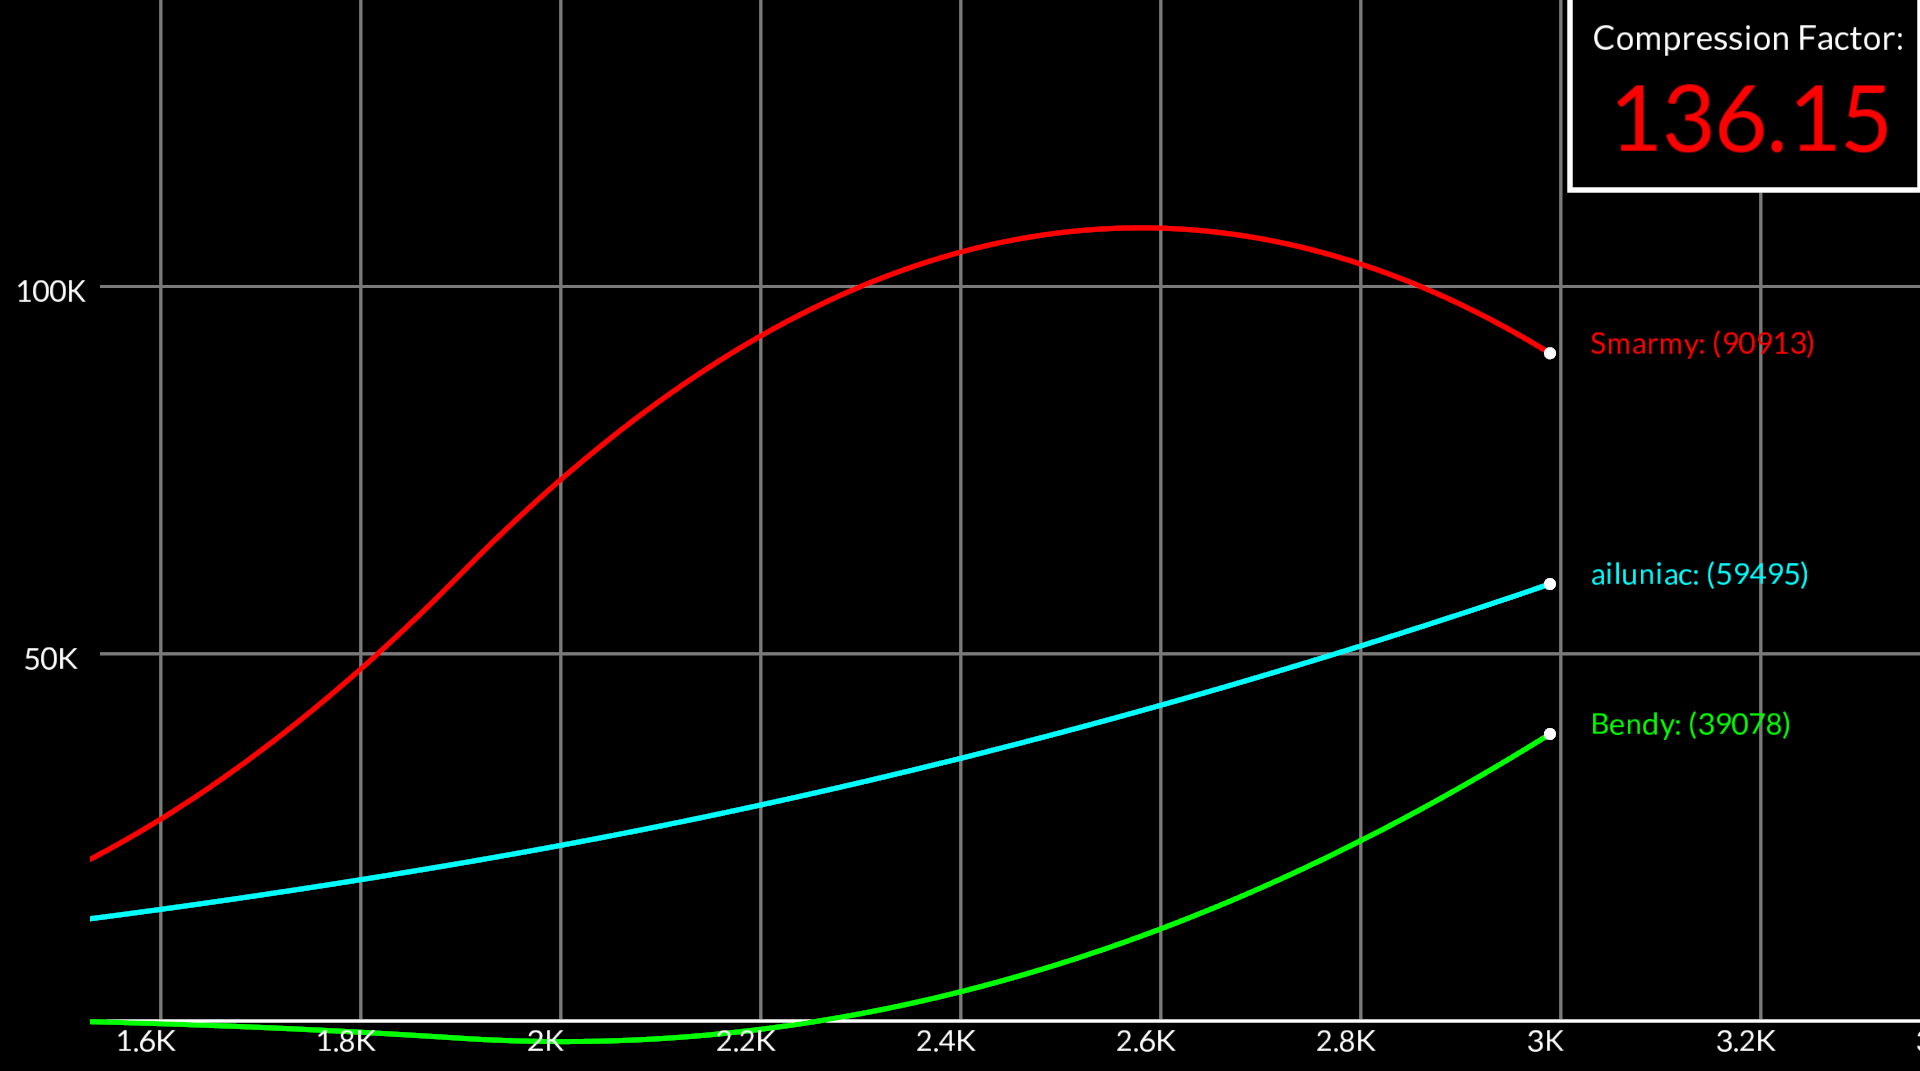 Compression Factor:
136.15
100K
Smarmy: (90913)
ailuniac: (59495)
50K
Bendy: (39078)
1.6K 1.8K 2K 2.2K 2.4K 2.6K 2.8K 3K 3.2K